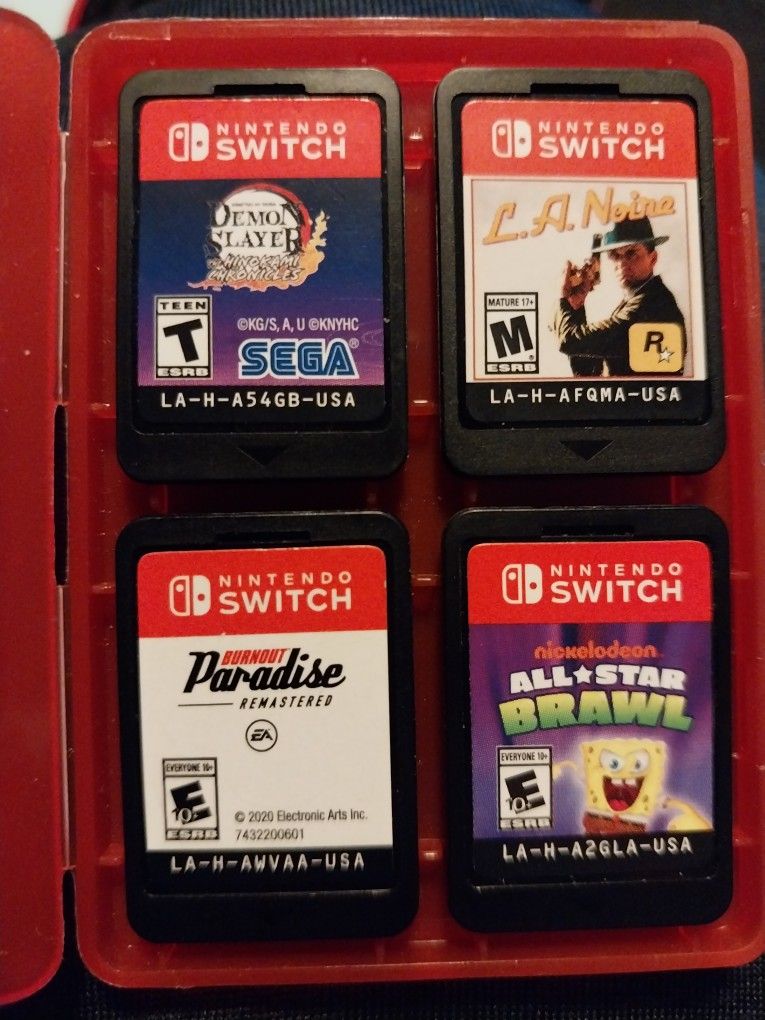 NINTENDO
SWITCH
DEMON
SLAYER
HINOKAMI
CHRONICLES
TEEN
T
ESRB
©KG/S, A, U ©KNYHC
SEGA®
LA-H-A54GB-USA
NINTENDO
SWITCH
L.A. Noire
MATURE 17+
M
ESRB
R
LA-H-AFQMA-USA
NINTENDO
SWITCH
BURNOUT
Paradise
REMASTERED
EA
EVERYONE 10+
E
10+
ESRB
© 2020 Electronic Arts Inc.
7432200601
LA-H-AWVAA-USA
NINTENDO
SWITCH
nickelodeon
ALL★STAR
BRAWL
EVERYONE 10+
E
10+
ESRB
LA-H-A2GLA-USA